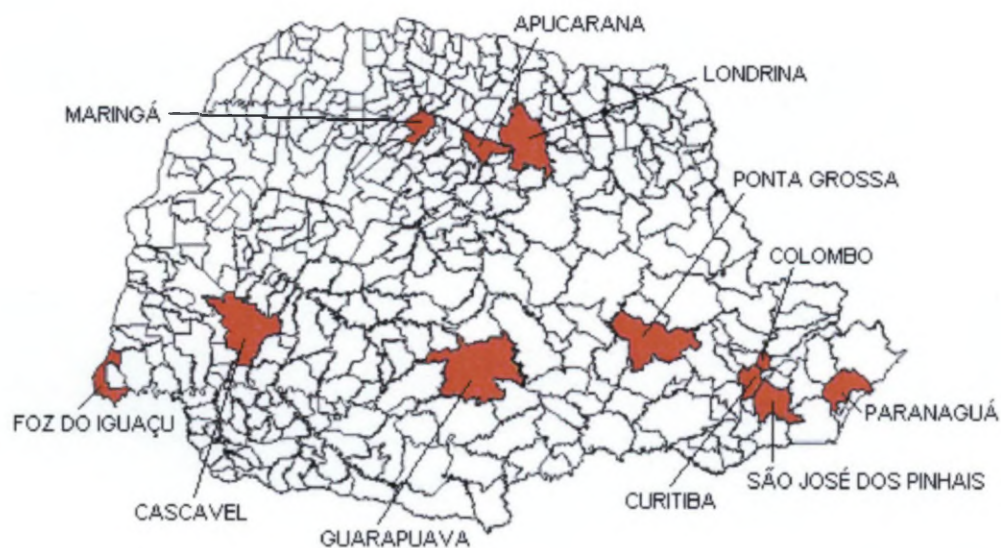 APUCARANA
LONDRINA
MARINGÁ
PONTA GROSSA
COLOMBO
FOZ DO IGUAÇU
PARANAGUÁ
SÃO JOSÉ DOS PINHAIS
CURITIBA
CASCAVEL
GUARAPUAVA